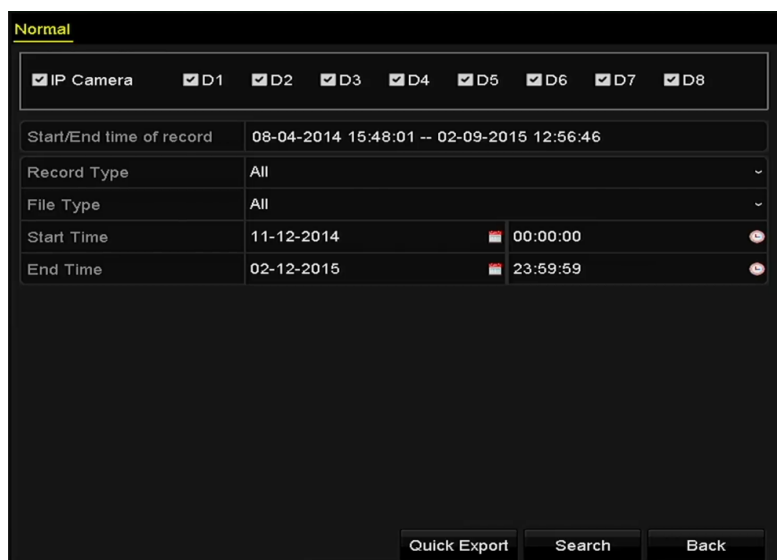 Normal
IP Camera D1 D2 D3 D4 D5 D6 D7 D8
Start/End time of record 08-04-2014 15:48:01 -- 02-09-2015 12:56:46
Record Type All
File Type All
Start Time 11-12-2014 00:00:00
End Time 02-12-2015 23:59:59
Quick Export Search Back